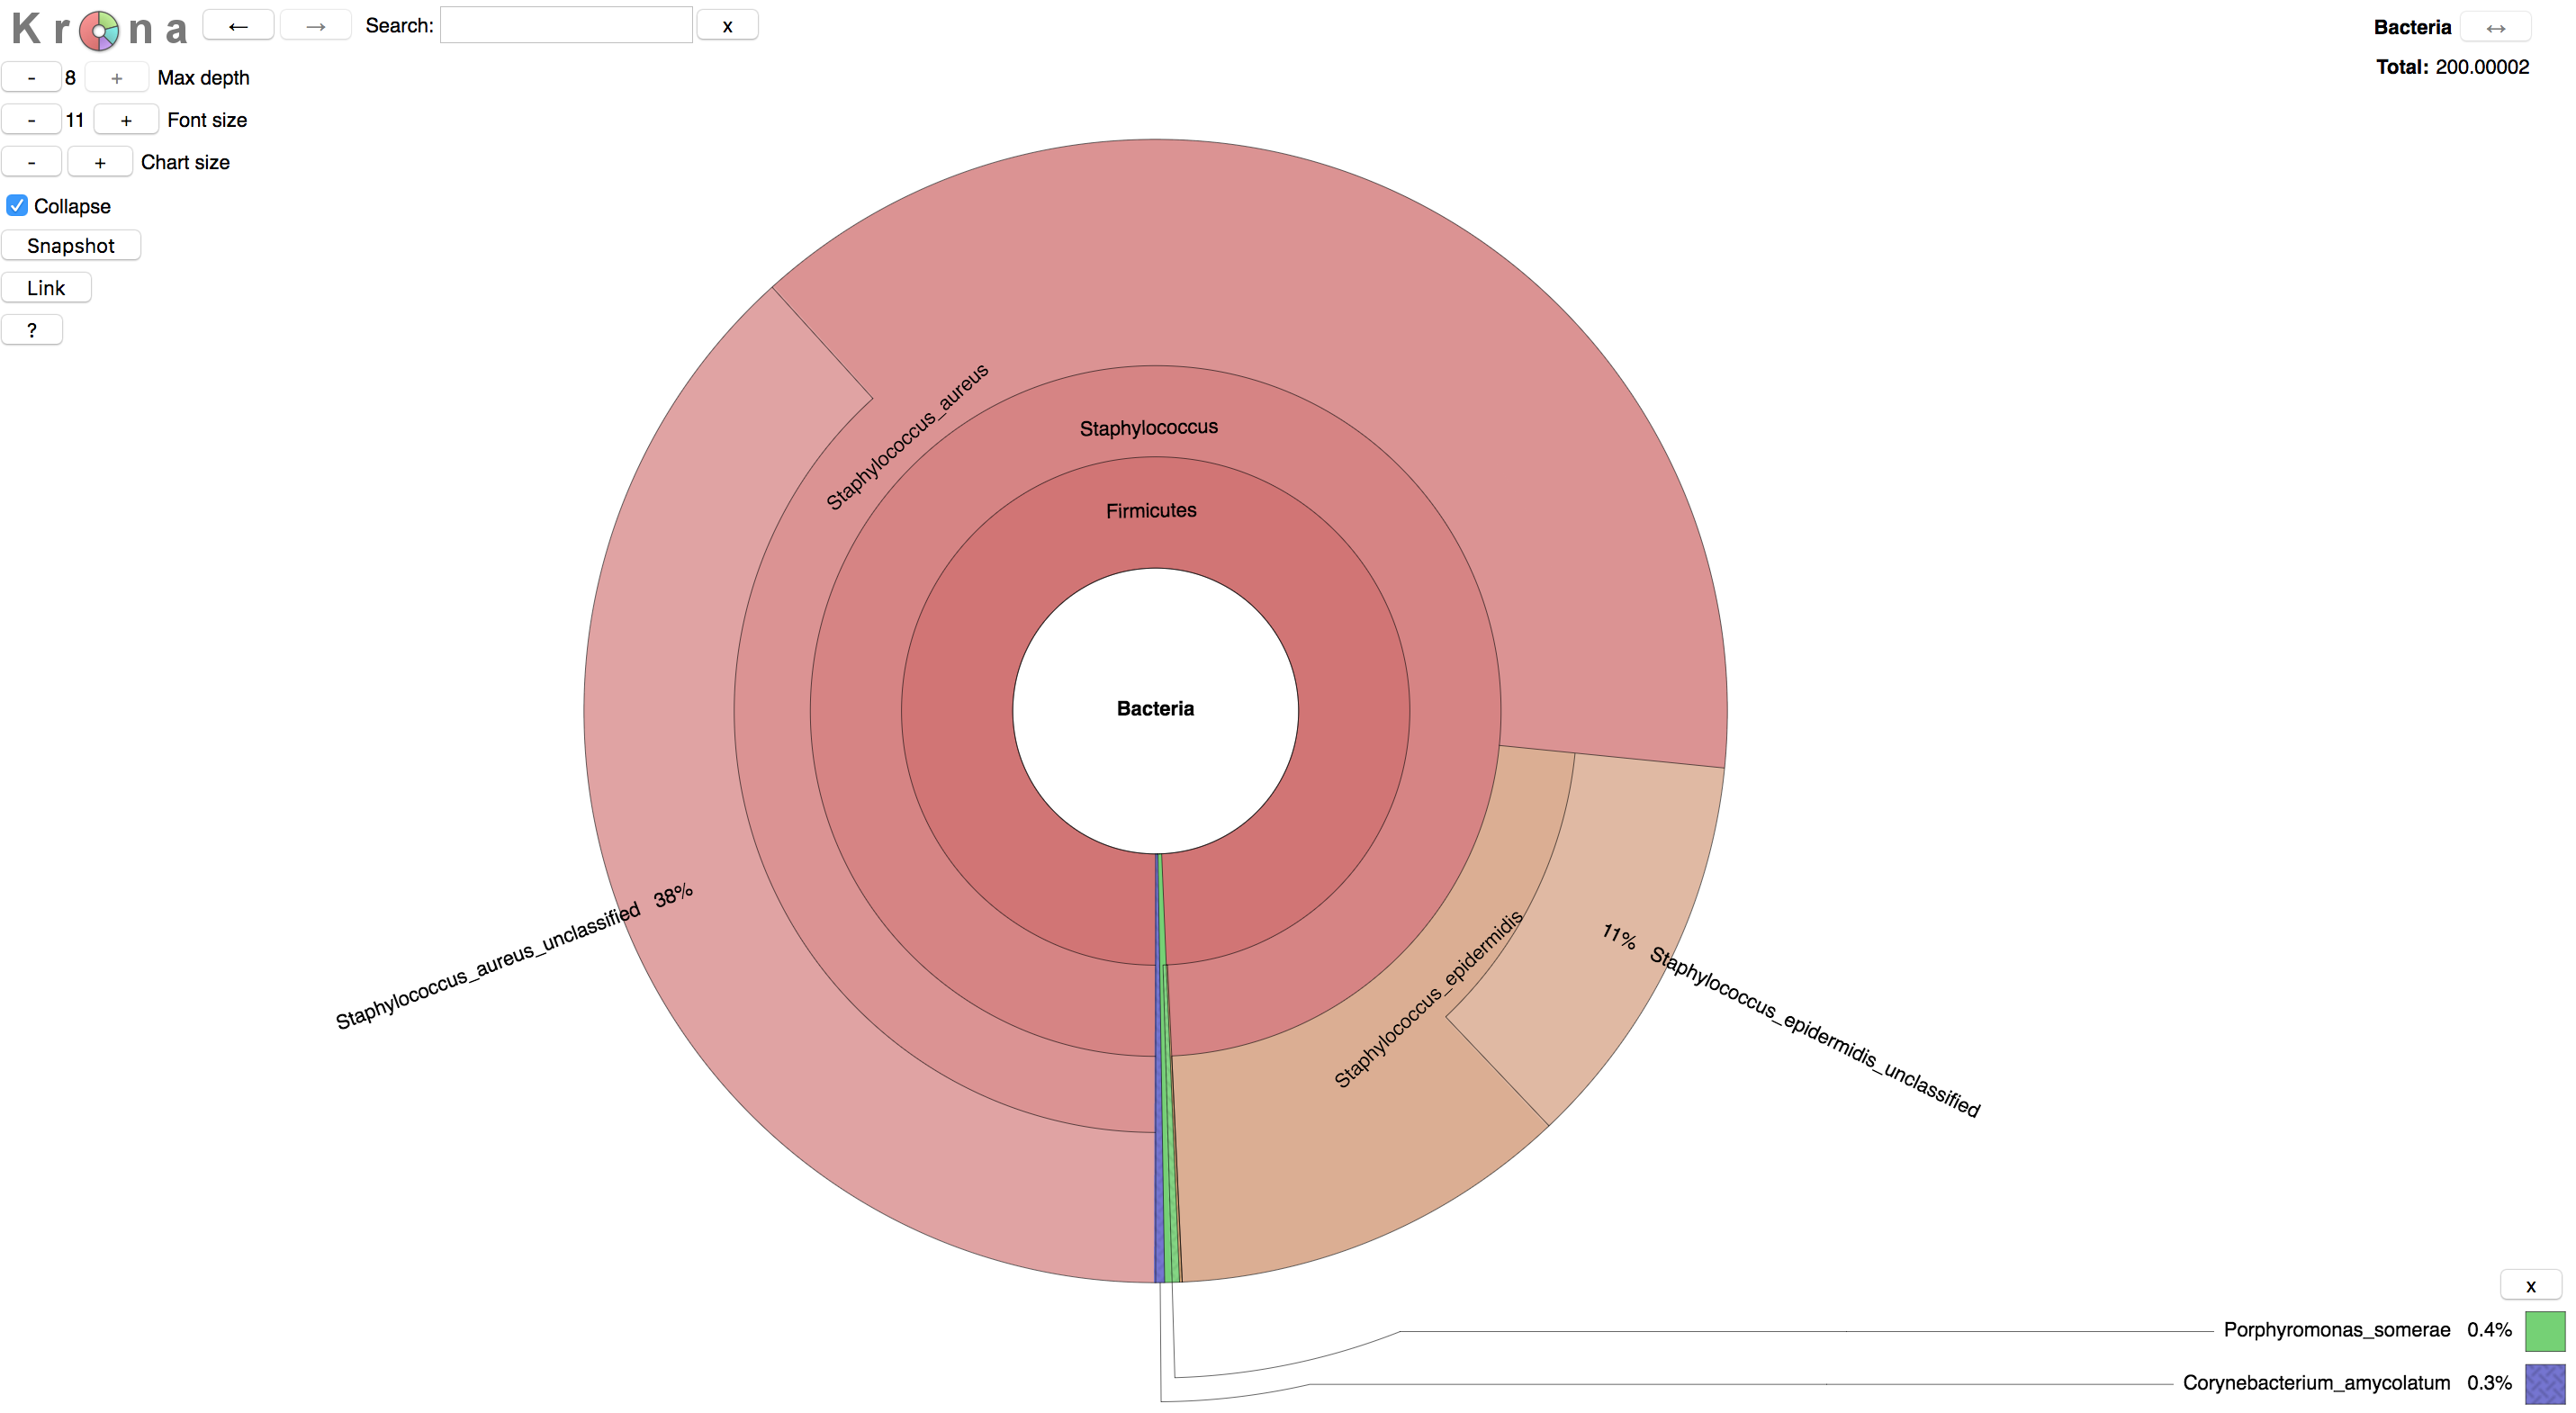 Krona ← → Search: x
Bacteria ↔
Total: 200.00002
- 8 + Max depth
- 11 + Font size
- + Chart size
Collapse
Snapshot
Link
?
Staphylococcus_aureus
Staphylococcus
Firmicutes
Bacteria
Staphylococcus_aureus_unclassified 38%
Staphylococcus_epidermidis
11% Staphylococcus_epidermidis_unclassified
x
Porphyromonas_somerae 0.4%
Corynebacterium_amycolatum 0.3%